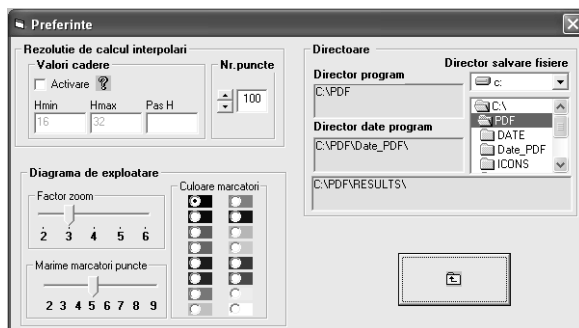 Preferinte
Rezolutie de calcul interpolari
Valori cadere
Activare ?
Hmin Hmax Pas H
16 32
Nr.puncte
100
Diagrama de exploatare
Factor zoom
2 3 4 5 6
Marime marcatori puncte
2 3 4 5 6 7 8 9
Culoare marcatori
Directoare
Director program
C:\PDF
Director date program
C:\PDF\Date_PDF\
Director salvare fisiere
c:
C:\
PDF
DATE
Date_PDF
ICONS
C:\PDF\RESULTS\